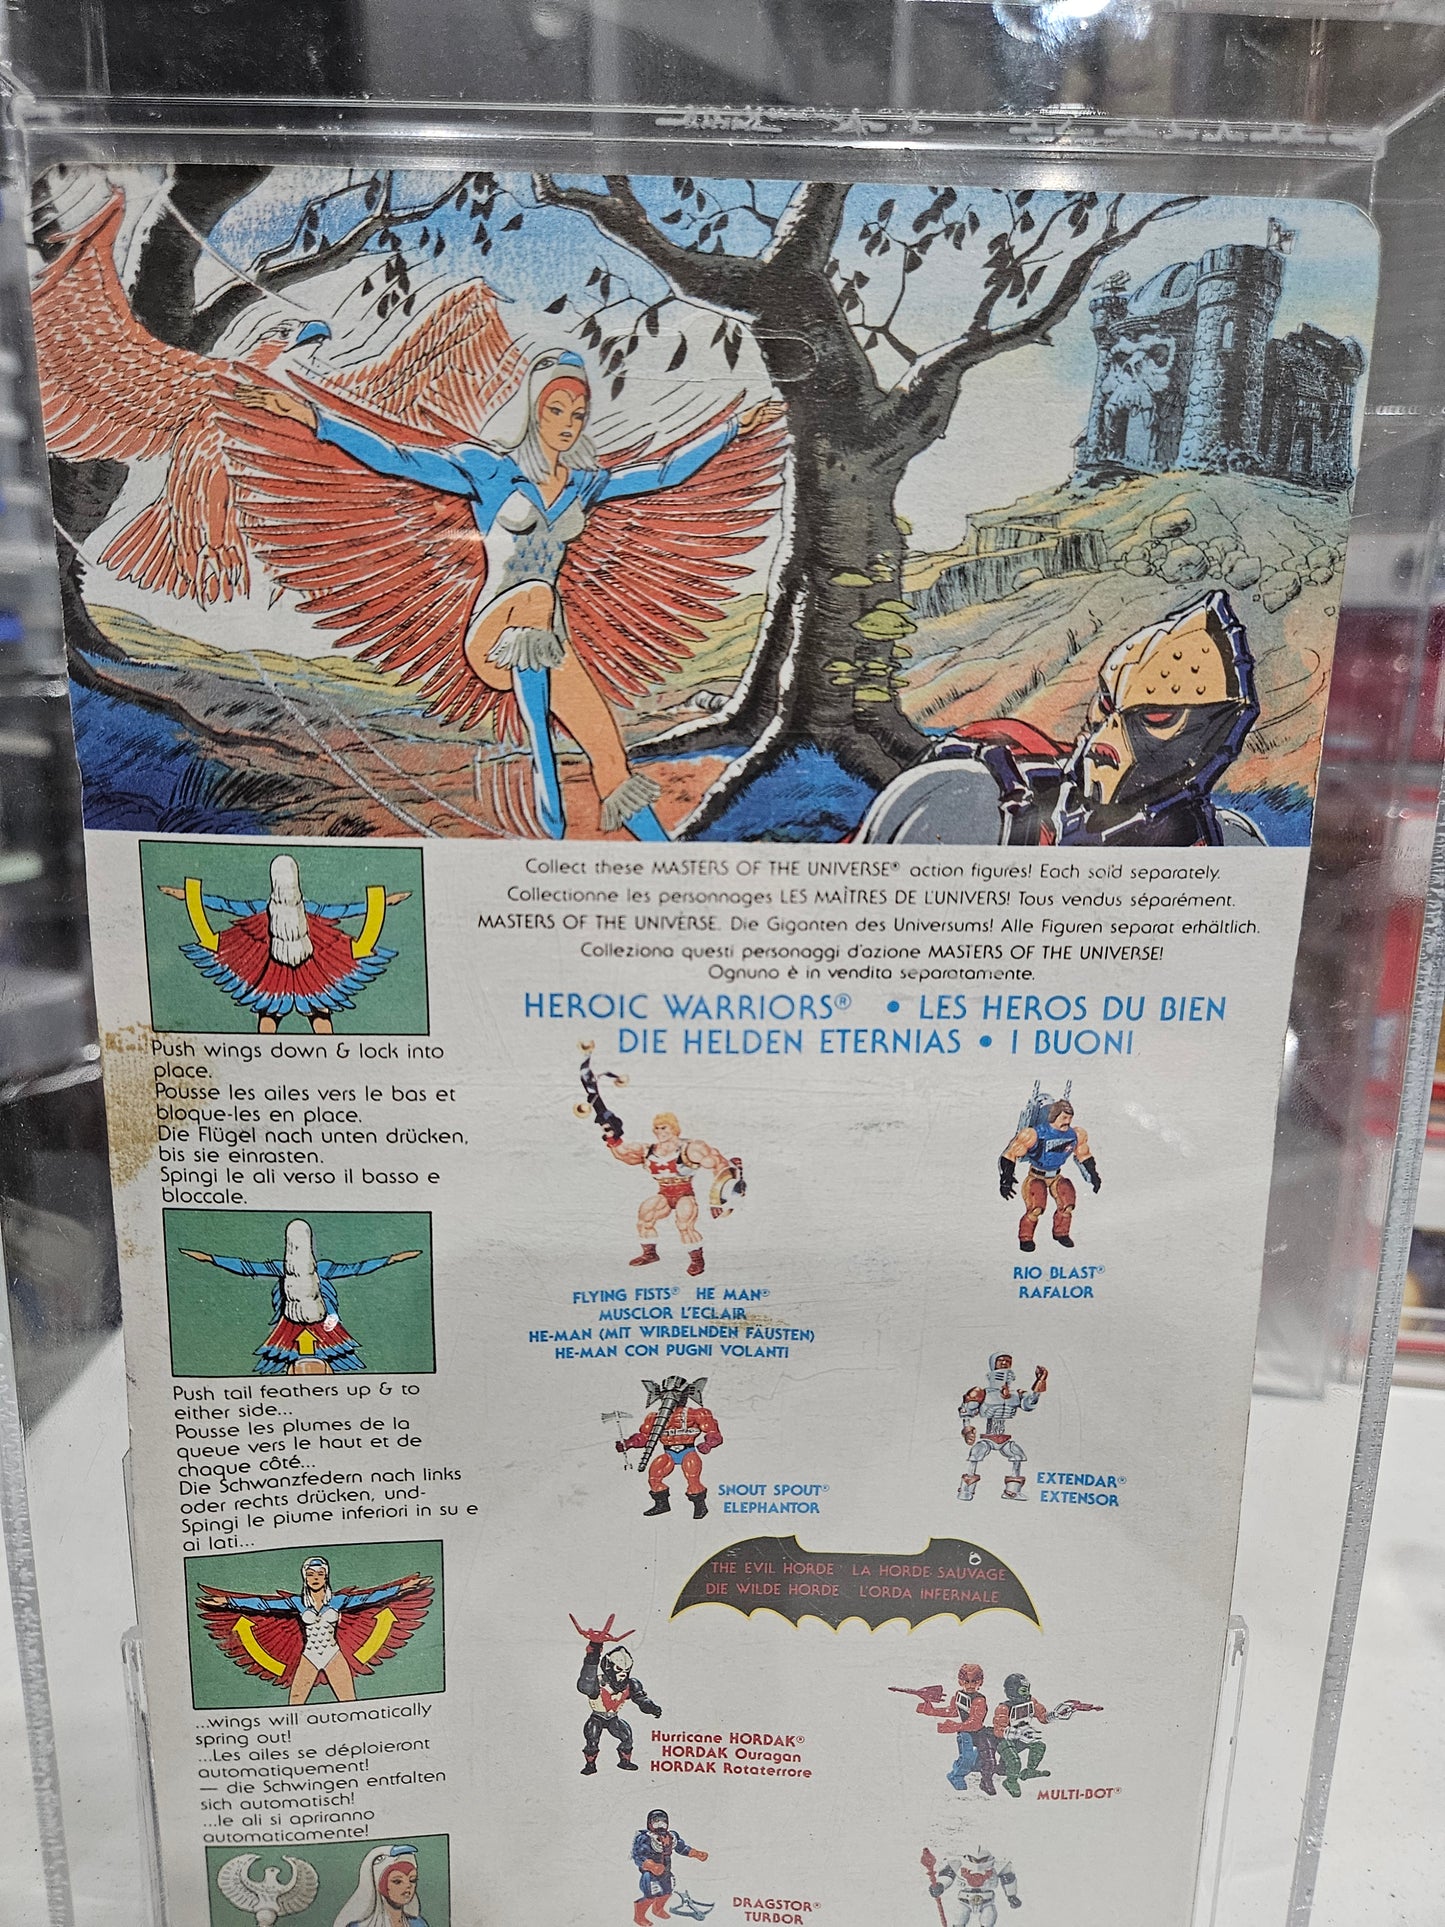 Collect these MASTERS OF THE UNIVERSE® action figures! Each sold separately.
Collectionne les personnages LES MAÎTRES DE L'UNIVERS! Tous vendus séparément.
MASTERS OF THE UNIVERSE. Die Giganten des Universums! Alle Figuren separat erhältlich.
Colleziona questi personaggi d'azione MASTERS OF THE UNIVERSE!
Ognuno è in vendita separatamente.
HEROIC WARRIORS® • LES HEROS DU BIEN
DIE HELDEN ETERNIAS • I BUONI
Push wings down & lock into
place.
Pousse les ailes vers le bas et
bloque-les en place.
Die Flügel nach unten drücken,
bis sie einrasten.
Spingi le ali verso il basso e
bloccale.
Push tail feathers up & to
either side...
Pousse les plumes de la
queue vers le haut et de
chaque côté...
Die Schwanzfedern nach links
oder rechts drücken, und-
Spingi le piume inferiori in su e
ai lati...
...wings will automatically
spring out!
...Les ailes se déploieront
automatiquement!
— die Schwingen entfalten
sich automatisch!
...le ali si apriranno
automaticamente!
FLYING FISTS® HE MAN®
MUSCLOR L'ECLAIR
HE-MAN (MIT WIRBELNDEN FÄUSTEN)
HE-MAN CON PUGNI VOLANTI
RIO BLAST®
RAFALOR
SNOUT SPOUT®
ELEPHANTOR
EXTENDAR®
EXTENSOR
THE EVIL HORDE LA HORDE SAUVAGE
DIE WILDE HORDE L'ORDA INFERNALE
Hurricane HORDAK®
HORDAK Ouragan
HORDAK Rotaterrore
MULTI-BOT®
DRAGSTOR®
TURBOR